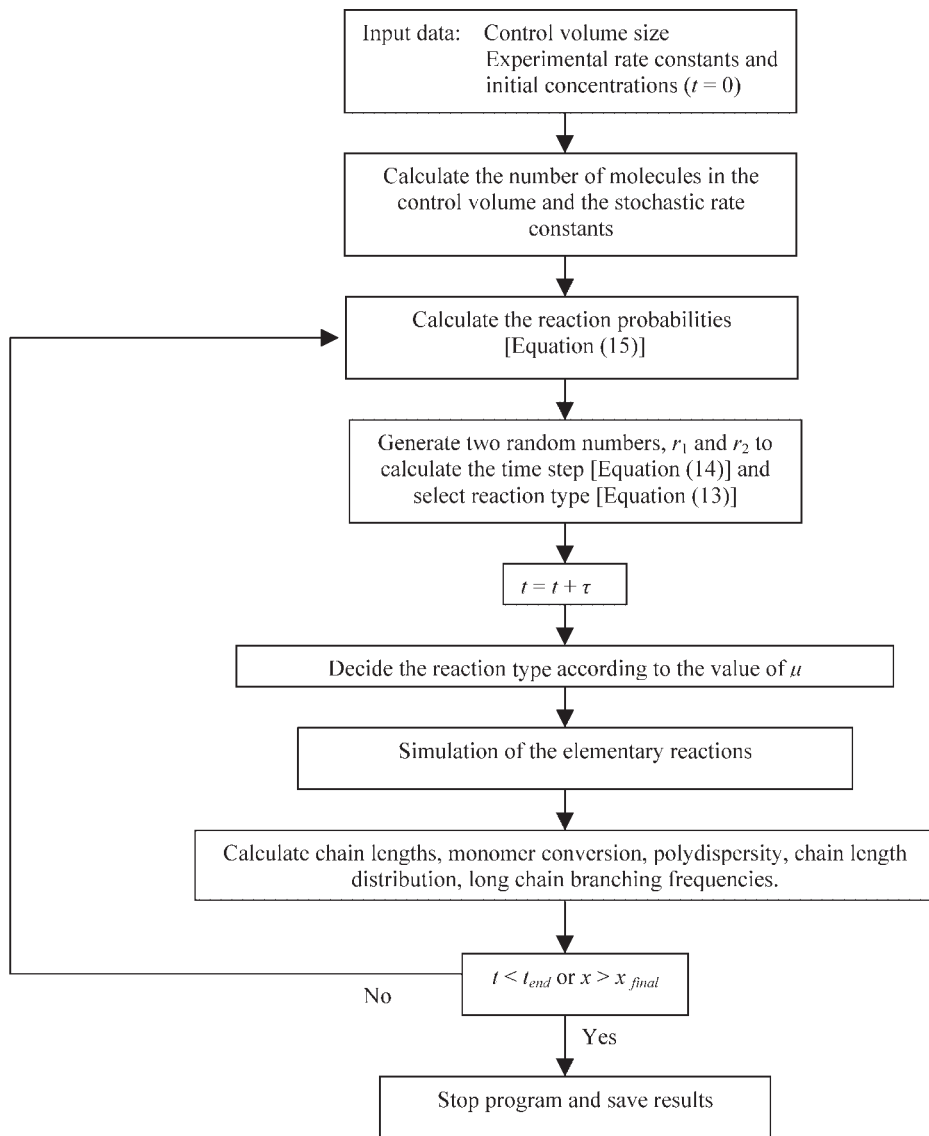 Input data: Control volume size
Experimental rate constants and
initial concentrations (t = 0)
Calculate the number of molecules in the
control volume and the stochastic rate
constants
Calculate the reaction probabilities
[Equation (15)]
Generate two random numbers, r₁ and r₂ to
calculate the time step [Equation (14)] and
select reaction type [Equation (13)]
t = t + τ
Decide the reaction type according to the value of μ
Simulation of the elementary reactions
Calculate chain lengths, monomer conversion, polydispersity, chain length
distribution, long chain branching frequencies.
t < t end or x > x final
No
Yes
Stop program and save results